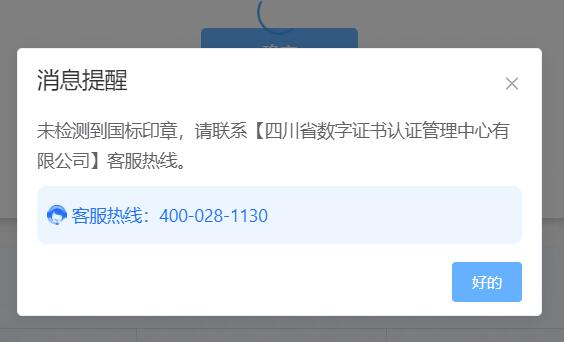 消息提醒
未检测到国标印章，请联系【四川省数字证书认证管理中心有
限公司】客服热线。
客服热线：400-028-1130
好的